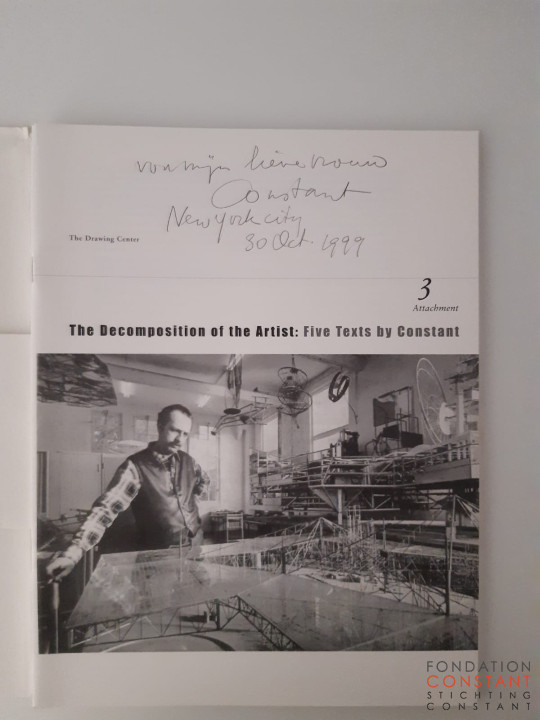 voor mijn lieve vrouw
Constant
New York city
30 Oct. 1999
The Drawing Center
3
Attachment
The Decomposition of the Artist: Five Texts by Constant
FONDATION
CONSTANT
STICHTING
CONSTANT